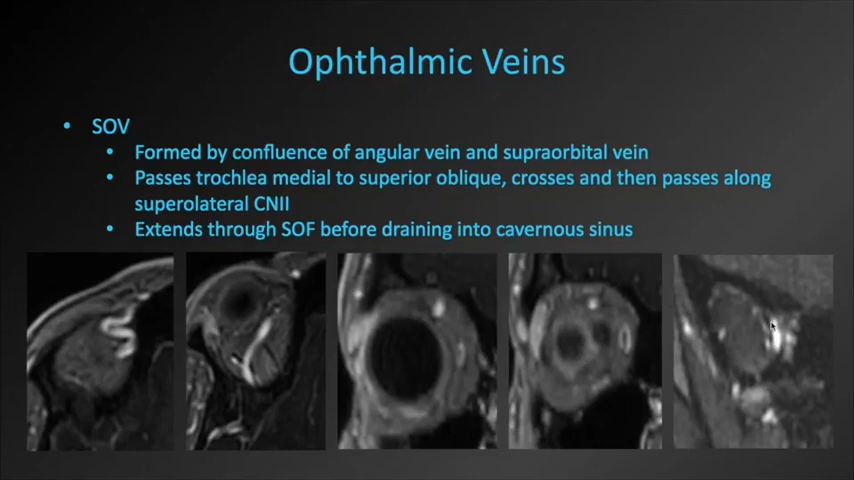 Ophthalmic Veins
• SOV
• Formed by confluence of angular vein and supraorbital vein
• Passes trochlea medial to superior oblique, crosses and then passes along
superolateral CNII
• Extends through SOF before draining into cavernous sinus